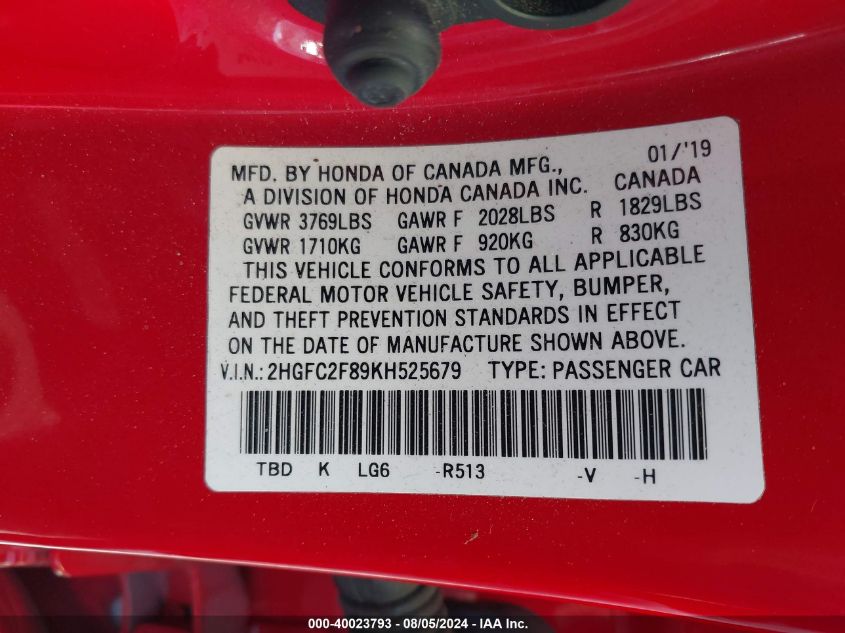 MFD. BY HONDA OF CANADA MFG., 01/'19
A DIVISION OF HONDA CANADA INC. CANADA
GVWR 3769LBS GAWR F 2028LBS R 1829LBS
GVWR 1710KG GAWR F 920KG R 830KG
THIS VEHICLE CONFORMS TO ALL APPLICABLE
FEDERAL MOTOR VEHICLE SAFETY, BUMPER,
AND THEFT PREVENTION STANDARDS IN EFFECT
ON THE DATE OF MANUFACTURE SHOWN ABOVE.
V.I.N.: 2HGFC2F89KH525679 TYPE: PASSENGER CAR
TBD K LG6 -R513 -V -H
000-40023793 - 08/05/2024 - IAA Inc.